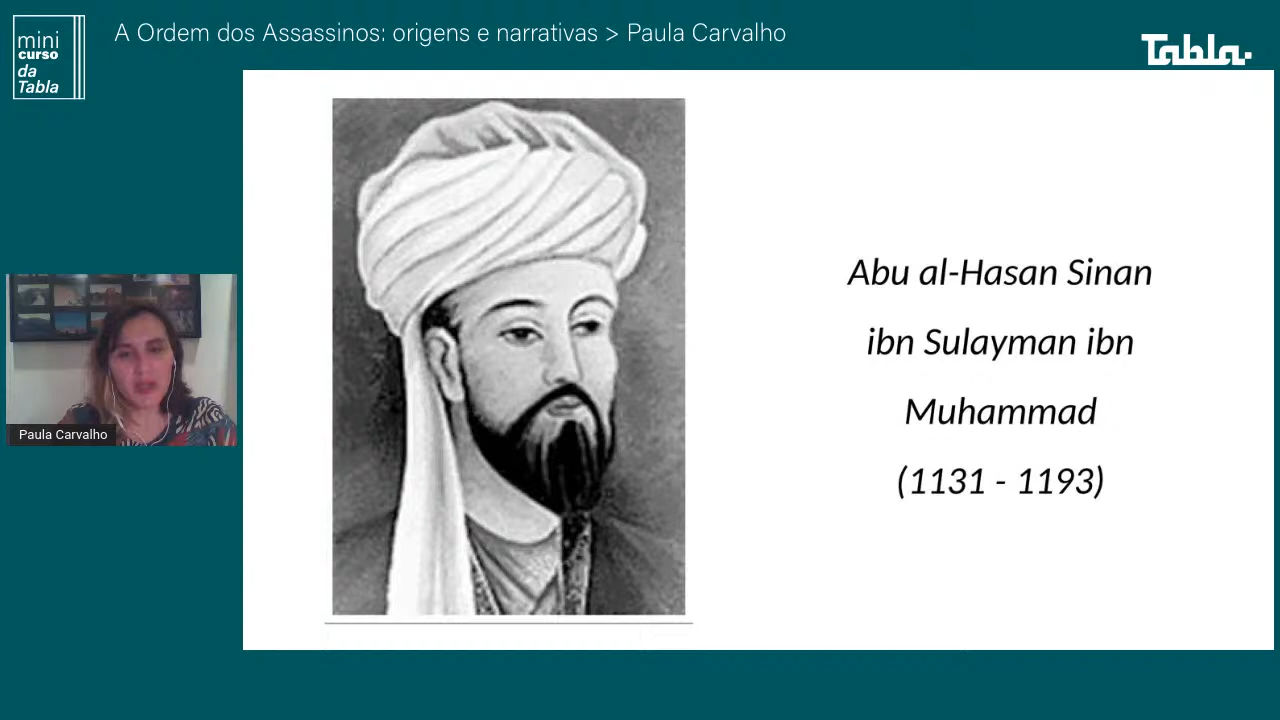 mini
curso
da
Tabla
A Ordem dos Assassinos: origens e narrativas > Paula Carvalho
Tabla.
Abu al-Hasan Sinan
ibn Sulayman ibn
Muhammad
(1131 - 1193)
Paula Carvalho